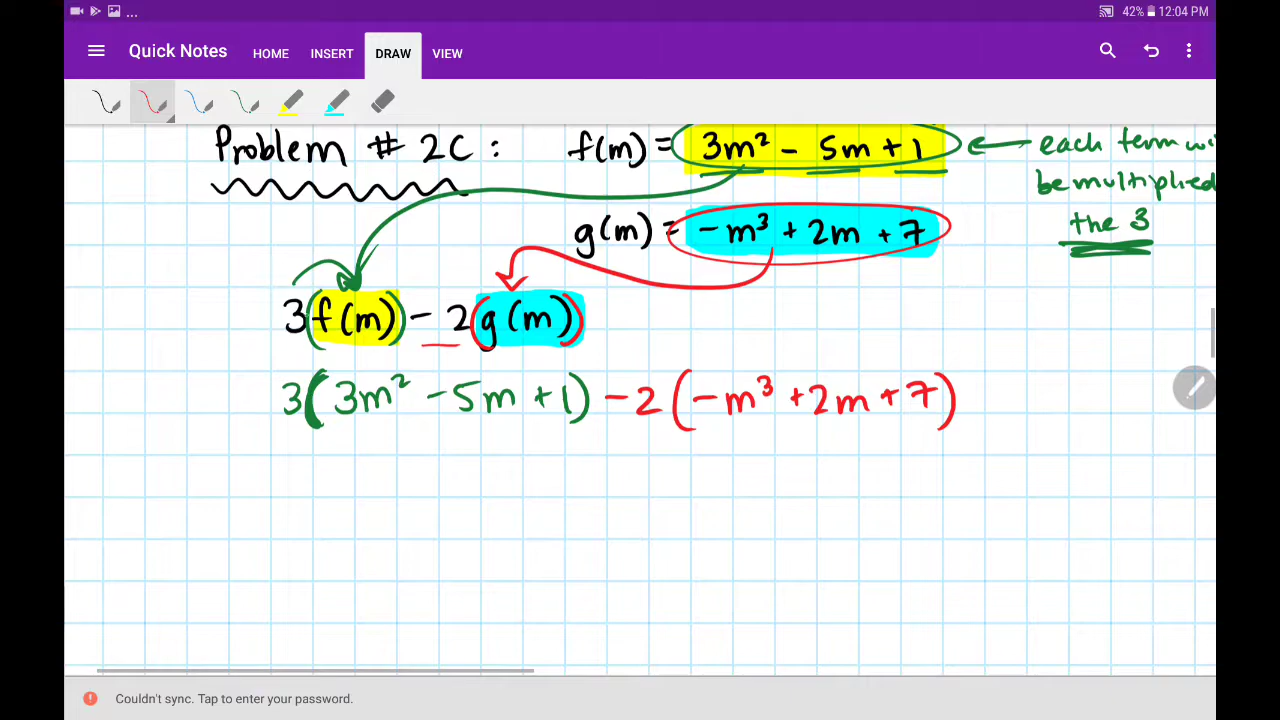 ... 42% 12:04 PM
Quick Notes HOME INSERT DRAW VIEW
Problem # 2C : f(m) = 3m² - 5m + 1 ← each term wi
be multiplied
the 3
g(m) = -m³ + 2m + 7
3(f(m)) - 2(g(m))
3(3m² - 5m + 1) - 2(-m³ + 2m + 7)
Couldn't sync. Tap to enter your password.